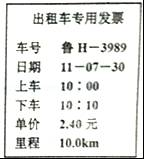 出租车专用发票
车号 鲁H-3989
日期 11-07-30
上车 10：00
下车 10：10
单价 2.40 元
里程 10.0km